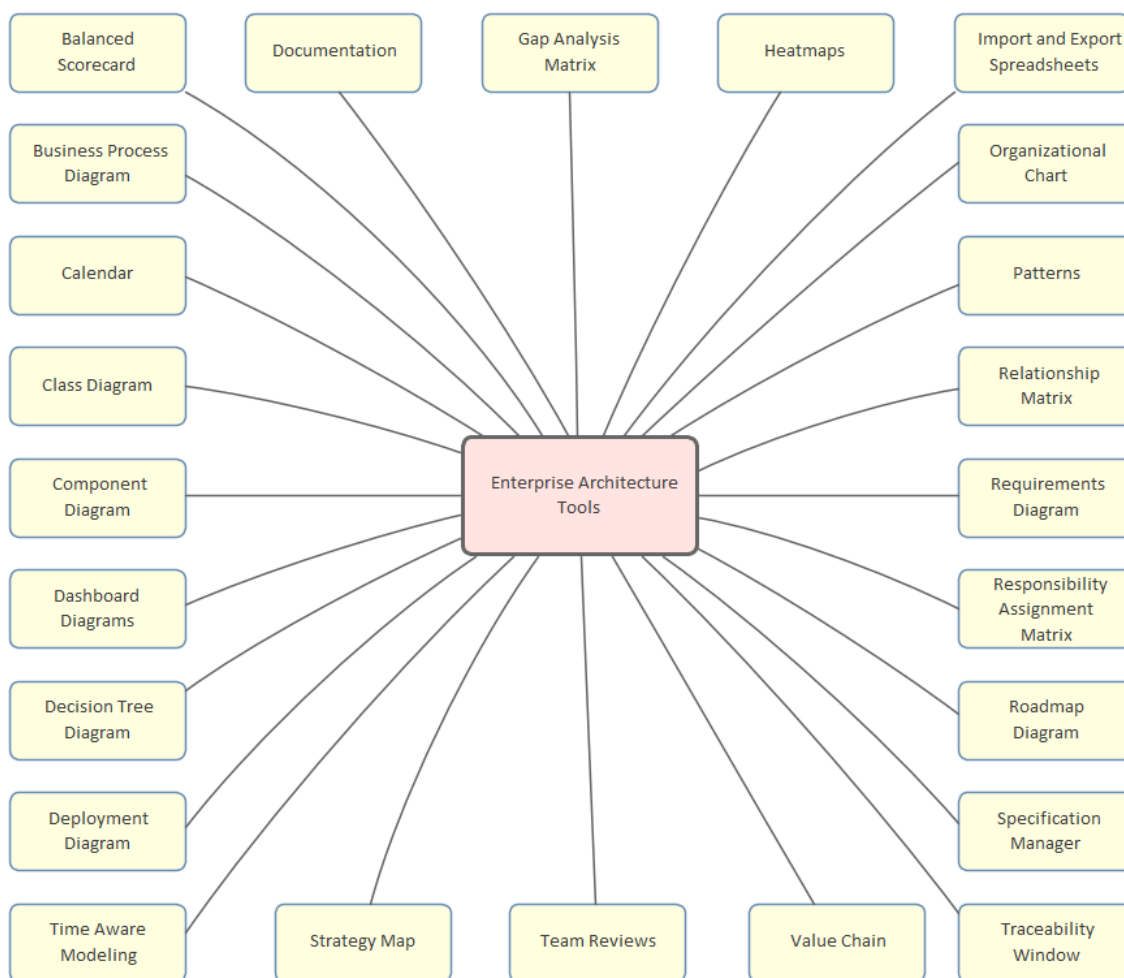 Balanced
Scorecard
Documentation
Gap Analysis
Matrix
Heatmaps
Import and Export
Spreadsheets
Business Process
Diagram
Organizational
Chart
Calendar
Patterns
Class Diagram
Relationship
Matrix
Enterprise Architecture
Tools
Component
Diagram
Requirements
Diagram
Dashboard
Diagrams
Responsibility
Assignment
Matrix
Decision Tree
Diagram
Roadmap
Diagram
Deployment
Diagram
Specification
Manager
Time Aware
Modeling
Strategy Map
Team Reviews
Value Chain
Traceability
Window